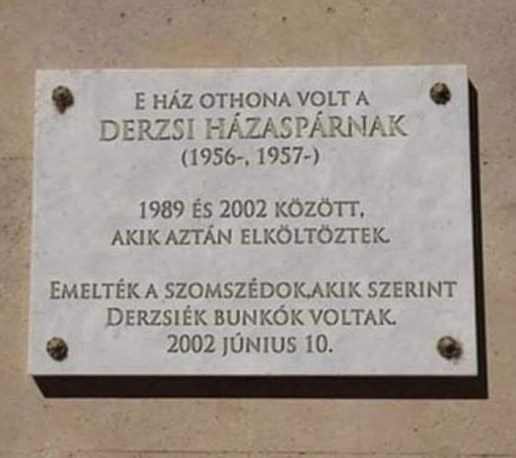 E HÁZ OTHONA VOLT A
DERZSI HÁZASPÁRNAK
(1956-, 1957-)
1989 ÉS 2002 KÖZÖTT,
AKIK AZTÁN ELKÖLTÖZTEK.
EMELTÉK A SZOMSZÉDOK,AKIK SZERINT
DERZSIÉK BUNKÓK VOLTAK.
2002 JÚNIUS 10.